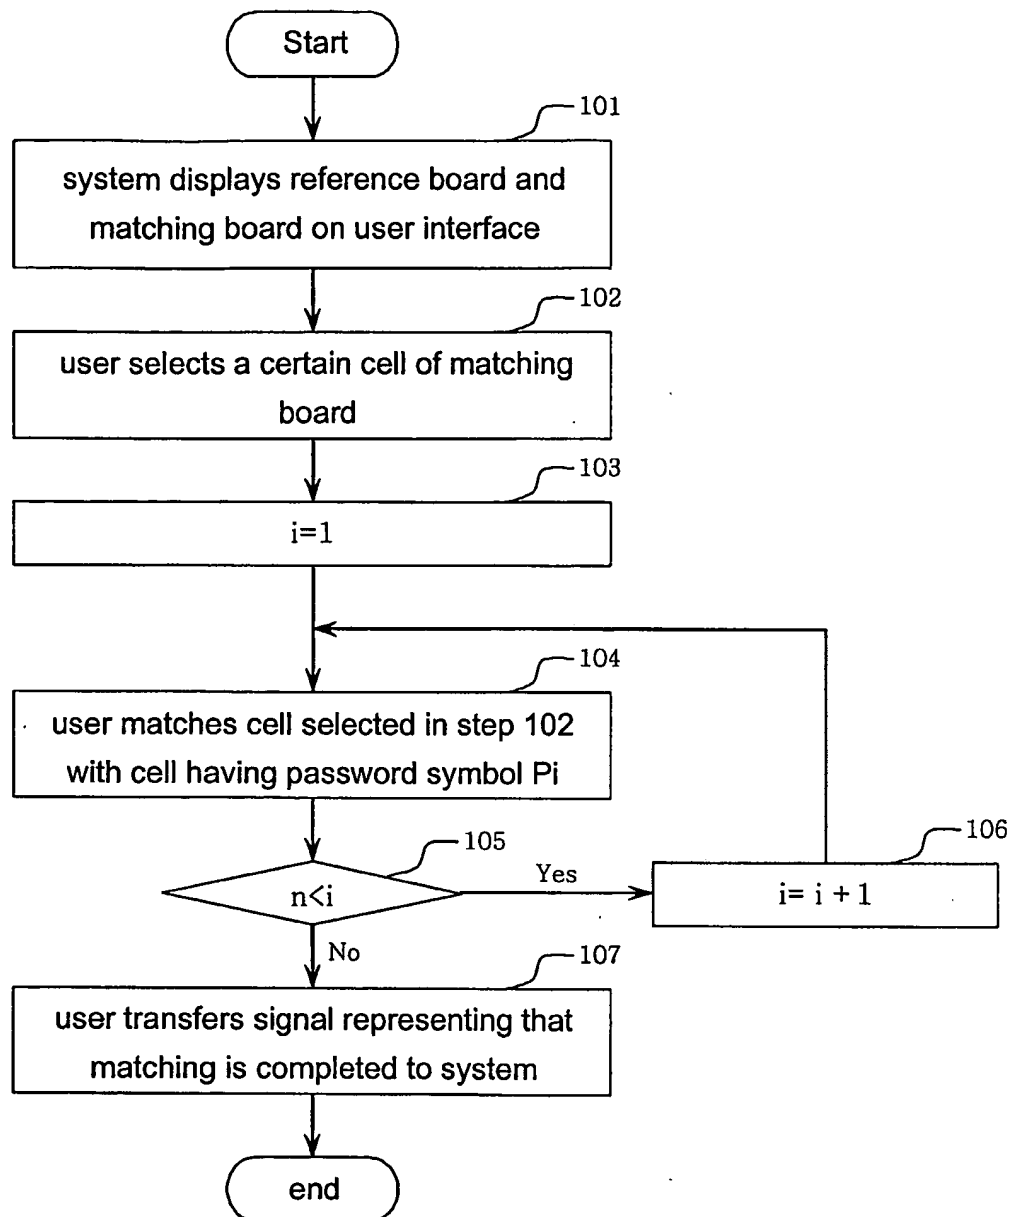 Start
101
system displays reference board and
matching board on user interface
102
user selects a certain cell of matching
board
103
i=1
104
user matches cell selected in step 102
with cell having password symbol Pi
105
n<i
Yes
106
i= i + 1
No
107
user transfers signal representing that
matching is completed to system
end